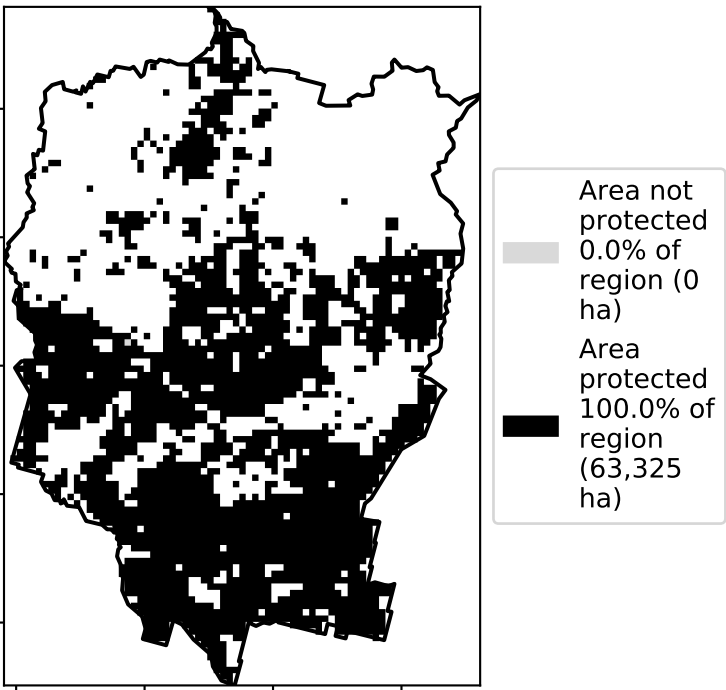 Area not
protected
0.0% of
region (0
ha)
Area
protected
100.0% of
region
(63,325
ha)